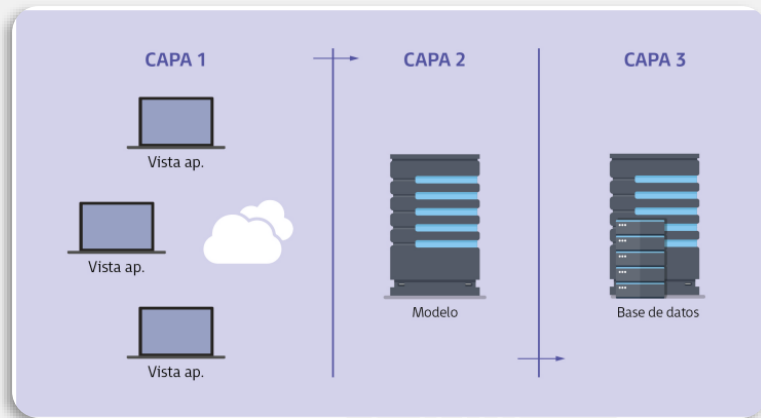 CAPA 1
CAPA 2
CAPA 3
Vista ap.
Vista ap.
Vista ap.
Modelo
Base de datos